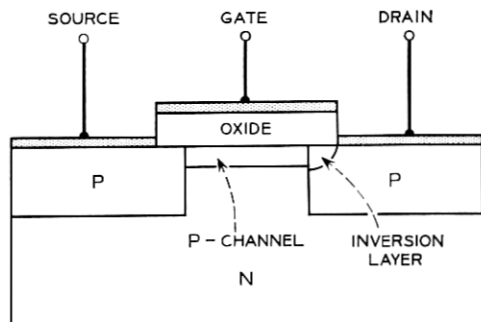 SOURCE
GATE
DRAIN
OXIDE
P
P
P-CHANNEL
INVERSION
LAYER
N